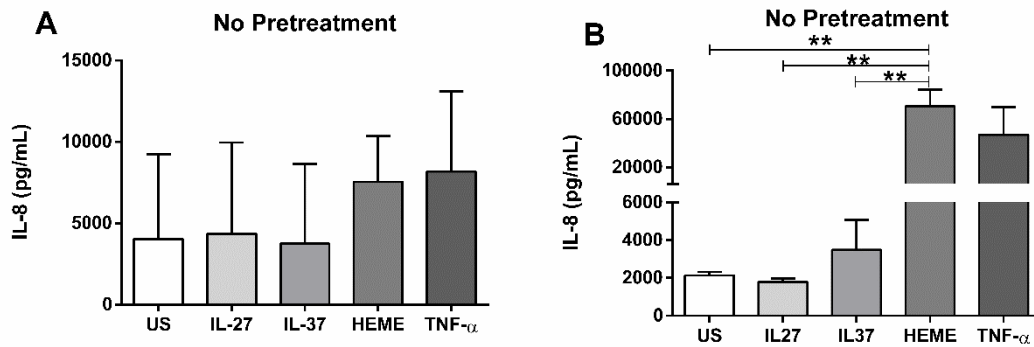 A
No Pretreatment
15000
10000
5000
0
IL-8 (pg/mL)
US IL-27 IL-37 HEME TNF-α
B
No Pretreatment
**
**
**
100000
60000
20000
6000
4000
2000
0
IL-8 (pg/mL)
US IL27 IL37 HEME TNF-α